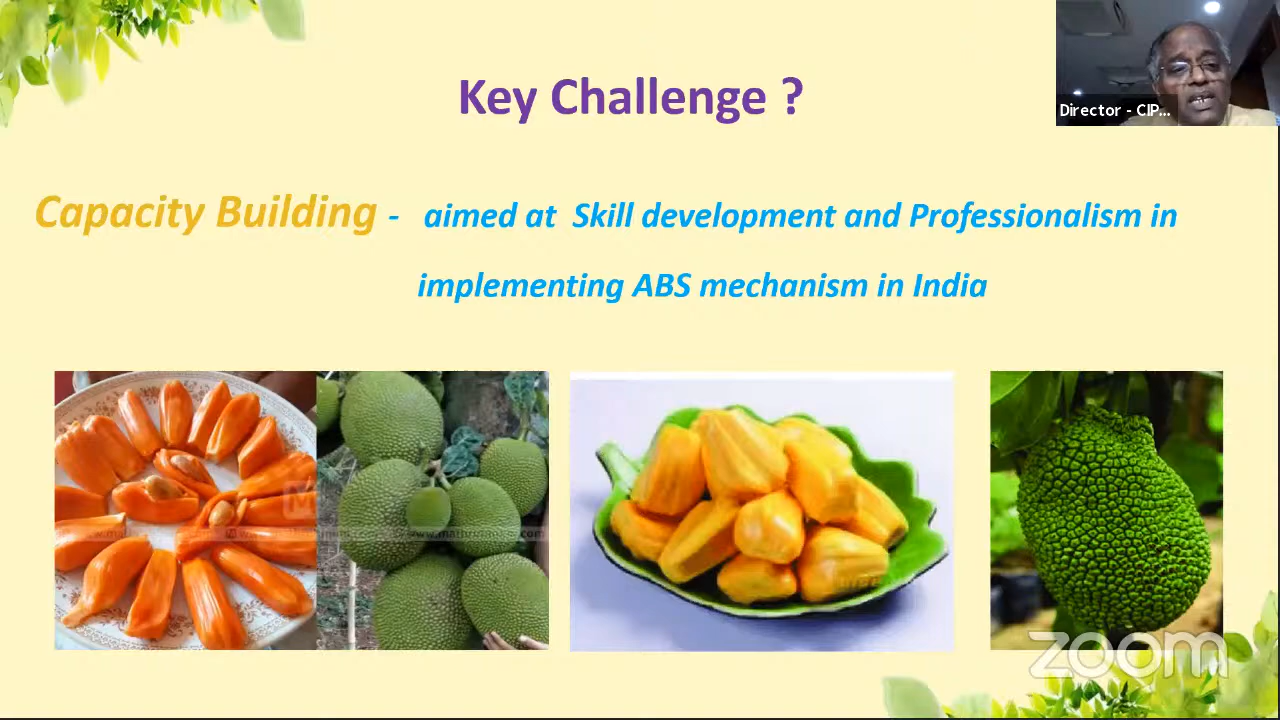 Key Challenge ?
Director - CIP...
Capacity Building - aimed at Skill development and Professionalism in
implementing ABS mechanism in India
zoom